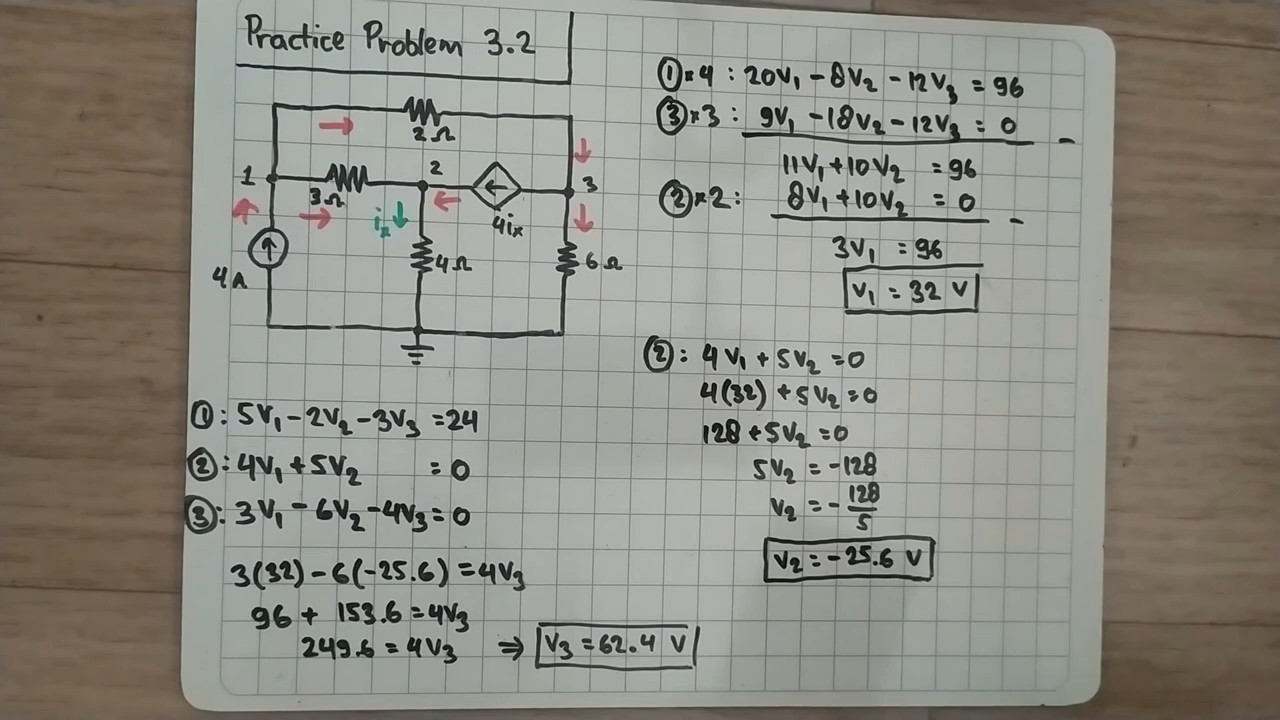 Practice Problem 3.2
2Ω
1
3Ω
2
4ix
3
ix
4A
4Ω
6Ω
①: 5V₁ - 2V₂ - 3V₃ = 24
②: 4V₁ + 5V₂ = 0
③: 3V₁ - 6V₂ - 4V₃ = 0
3(32) - 6(-25.6) = 4V₃
96 + 153.6 = 4V₃
249.6 = 4V₃ ⇒ V₃ = 62.4 V
①×4 : 20V₁ - 8V₂ - 12V₃ = 96
③×3 : 9V₁ - 18V₂ - 12V₃ = 0 -
11V₁ + 10V₂ = 96
②×2: 8V₁ + 10V₂ = 0 -
3V₁ = 96
V₁ = 32 V
②: 4V₁ + 5V₂ = 0
4(32) + 5V₂ = 0
128 + 5V₂ = 0
5V₂ = -128
V₂ = -128/5
V₂ = -25.6 V